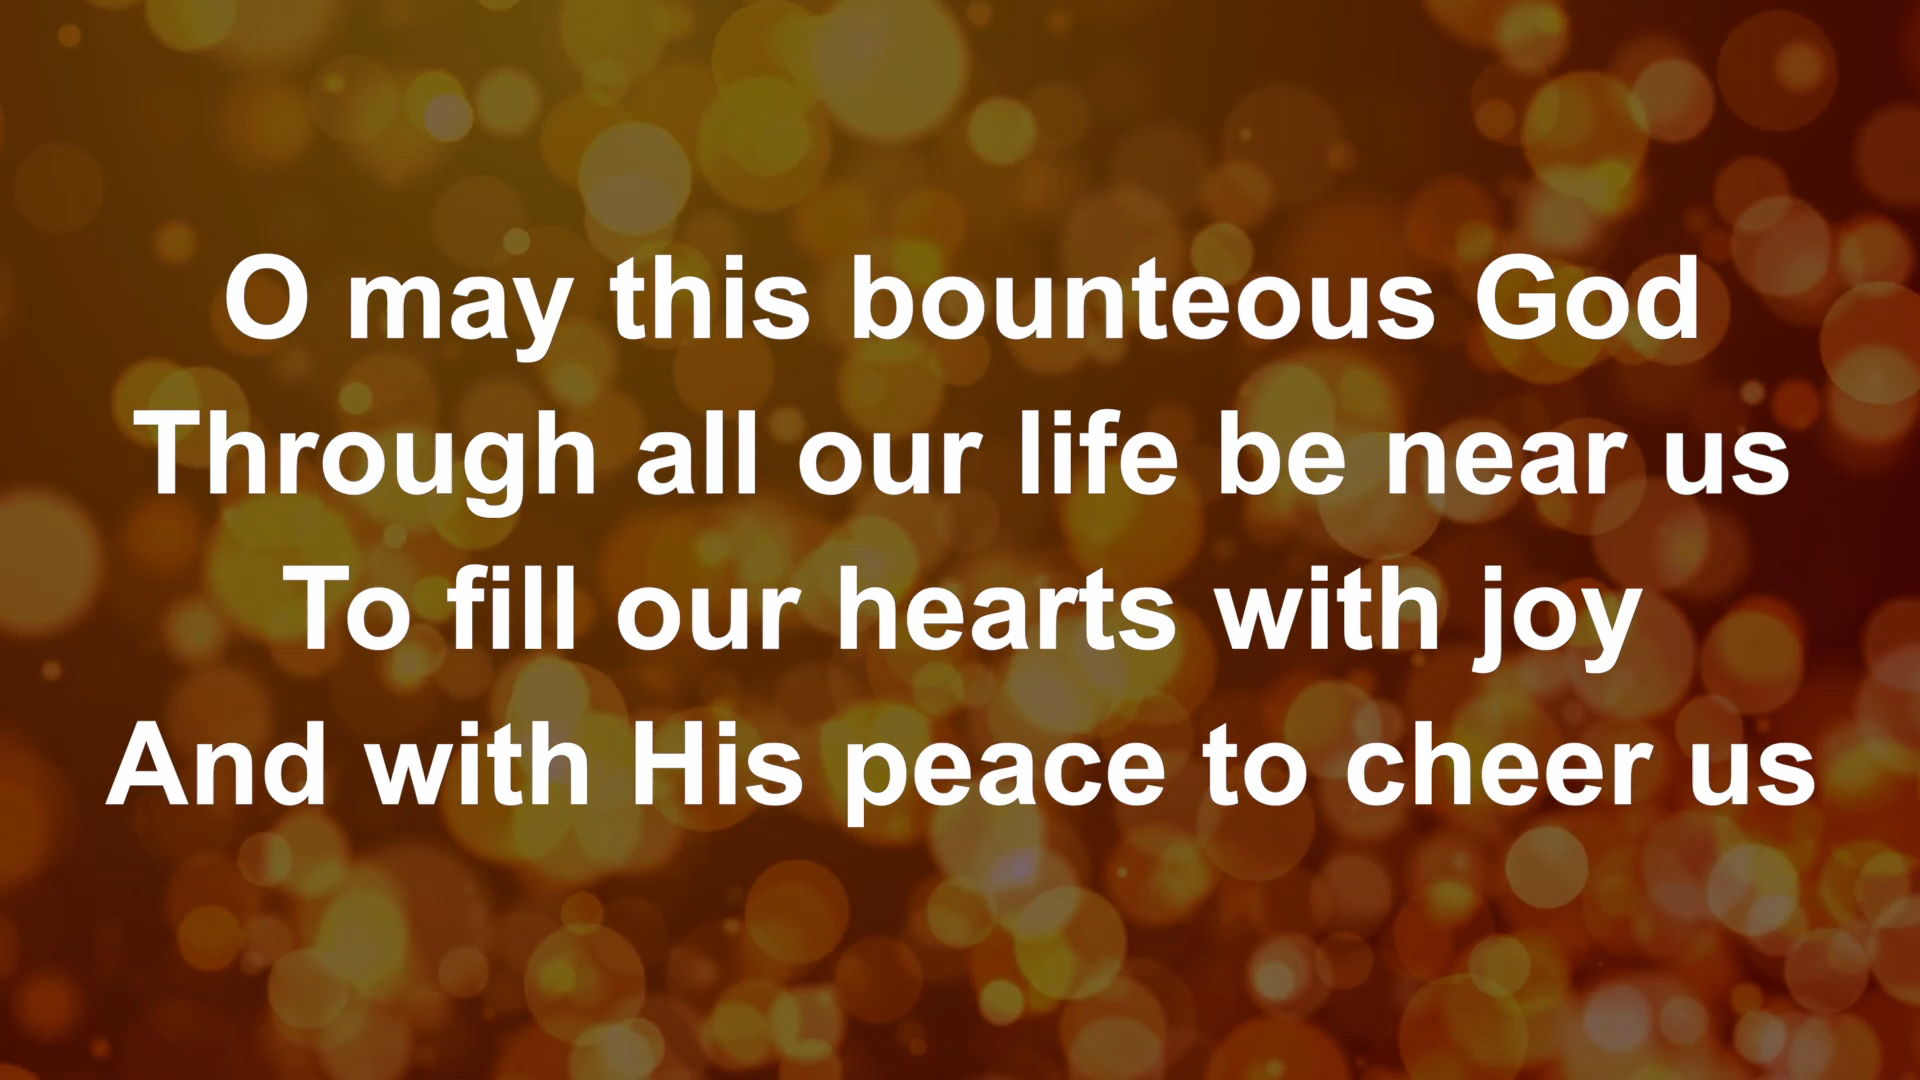 O may this bounteous God
Through all our life be near us
To fill our hearts with joy
And with His peace to cheer us